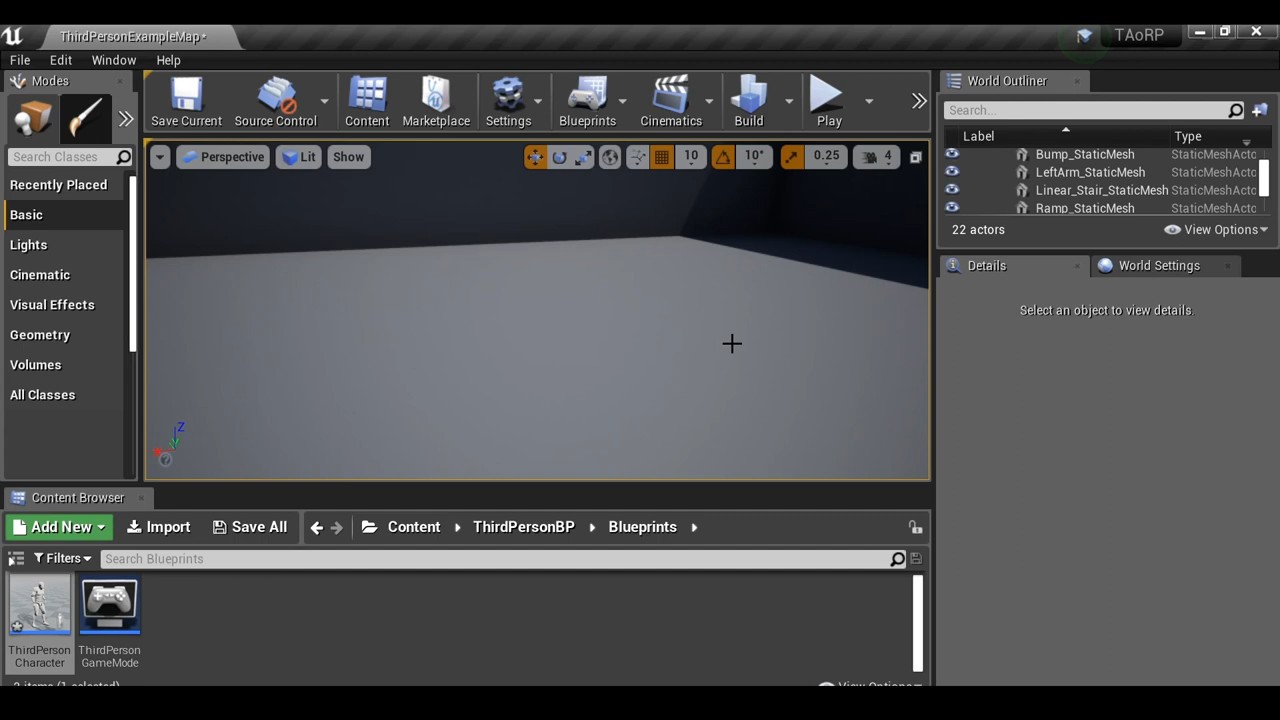 ThirdPersonExampleMap*
TAoRP
File Edit Window Help
Modes
Search Classes
Recently Placed
Basic
Lights
Cinematic
Visual Effects
Geometry
Volumes
All Classes
Save Current Source Control Content Marketplace Settings Blueprints Cinematics Build Play
Perspective Lit Show 10 10° 0.25 4
Z
World Outliner
Search...
Label Type
Bump_StaticMesh StaticMeshActo
LeftArm_StaticMesh StaticMeshActo
Linear_Stair_StaticMesh StaticMeshActo
Ramp_StaticMesh StaticMeshActo
22 actors View Options
Details World Settings
Select an object to view details.
Content Browser
Add New Import Save All Content ThirdPersonBP Blueprints
Filters Search Blueprints
ThirdPerson
Character
ThirdPerson
GameMode
2 items (1 selected) View Options